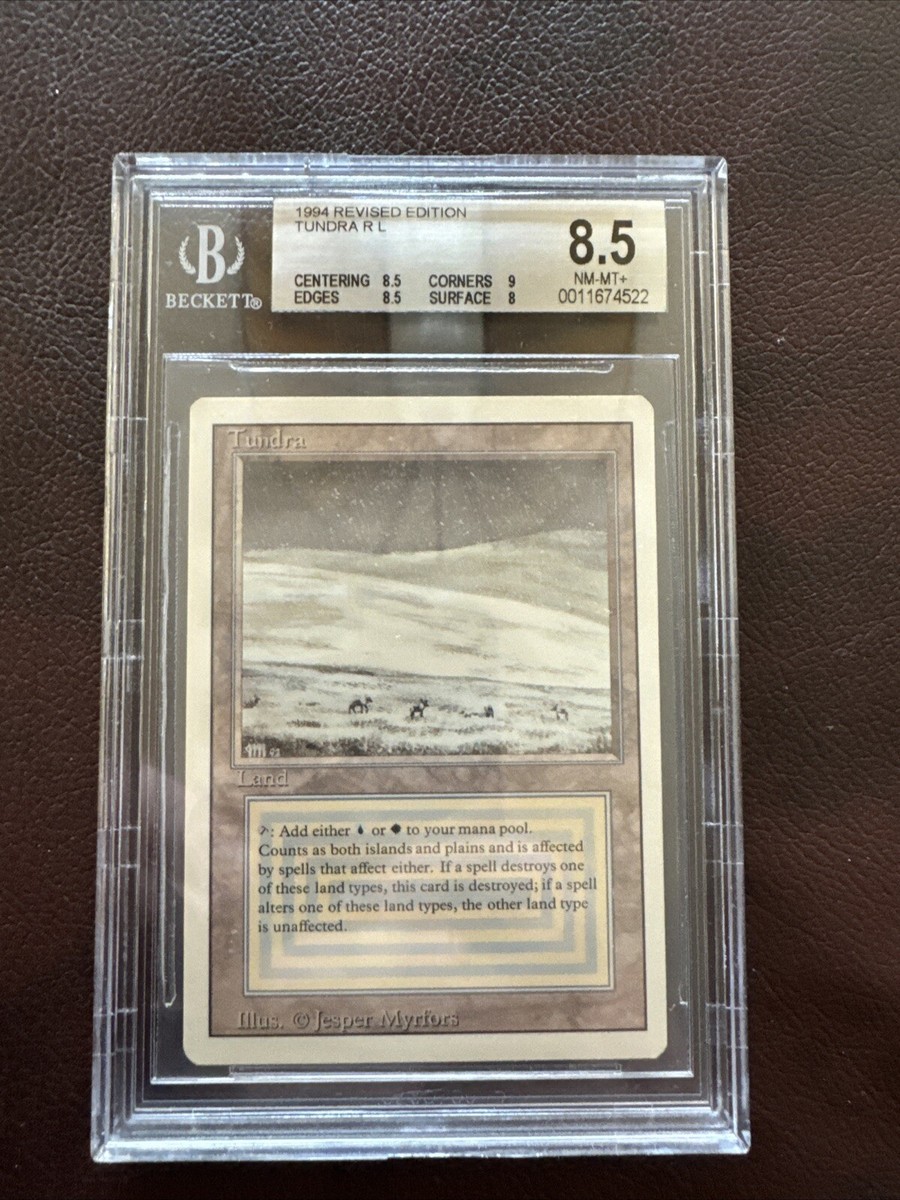 1994 REVISED EDITION
TUNDRA R L
8.5
CENTERING 8.5 CORNERS 9
EDGES 8.5 SURFACE 8
NM-MT+
0011674522
B
BECKETT®
Tundra
Land
: Add either or to your mana pool.
Counts as both islands and plains and is affected
by spells that affect either. If a spell destroys one
of these land types, this card is destroyed; if a spell
alters one of these land types, the other land type
is unaffected.
Illus. © Jesper Myrfors